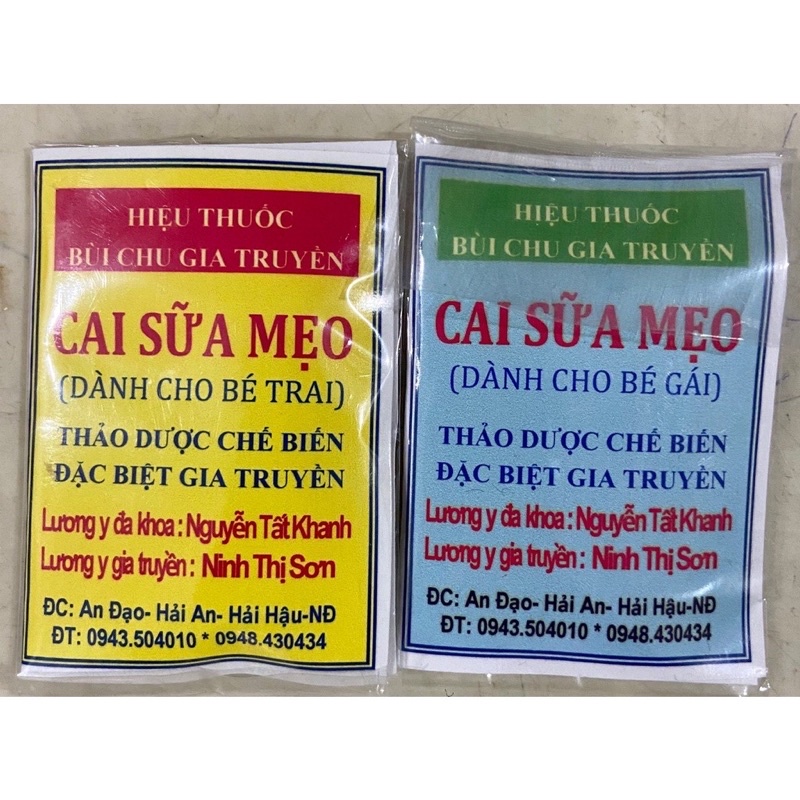 HIỆU THUỐC
BÙI CHU GIA TRUYỀN
CAI SỮA MẸO
(DÀNH CHO BÉ TRAI)
THẢO DƯỢC CHẾ BIẾN
ĐẶC BIỆT GIA TRUYỀN
Lương y đa khoa : Nguyễn Tất Khanh
Lương y gia truyền : Ninh Thị Sơn
ĐC: An Đạo- Hải An- Hải Hậu-NĐ
ĐT: 0943.504010 * 0948.430434
HIỆU THUỐC
BÙI CHU GIA TRUYỀN
CAI SỮA MẸO
(DÀNH CHO BÉ GÁI)
THẢO DƯỢC CHẾ BIẾN
ĐẶC BIỆT GIA TRUYỀN
Lương y đa khoa : Nguyễn Tất Khanh
Lương y gia truyền : Ninh Thị Sơn
ĐC: An Đạo- Hải An- Hải Hậu-NĐ
ĐT: 0943.504010 * 0948.430434